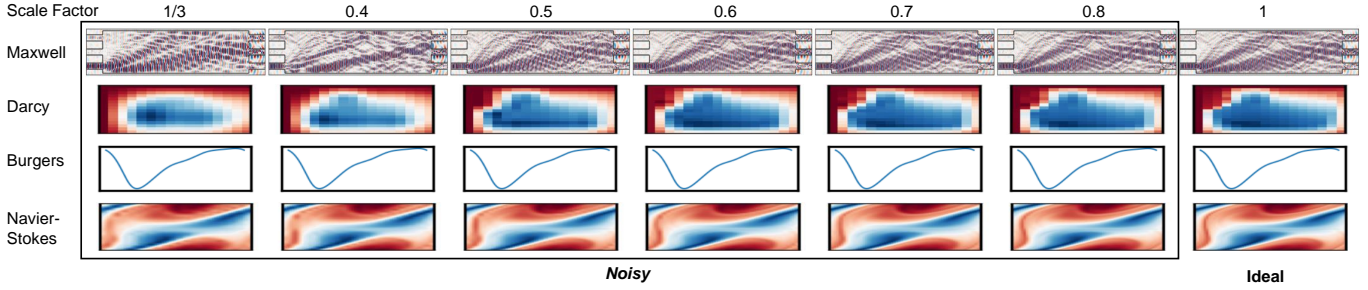 Scale Factor 1/3 0.4 0.5 0.6 0.7 0.8 1
Maxwell
Darcy
Burgers
Navier-
Stokes
Noisy
Ideal